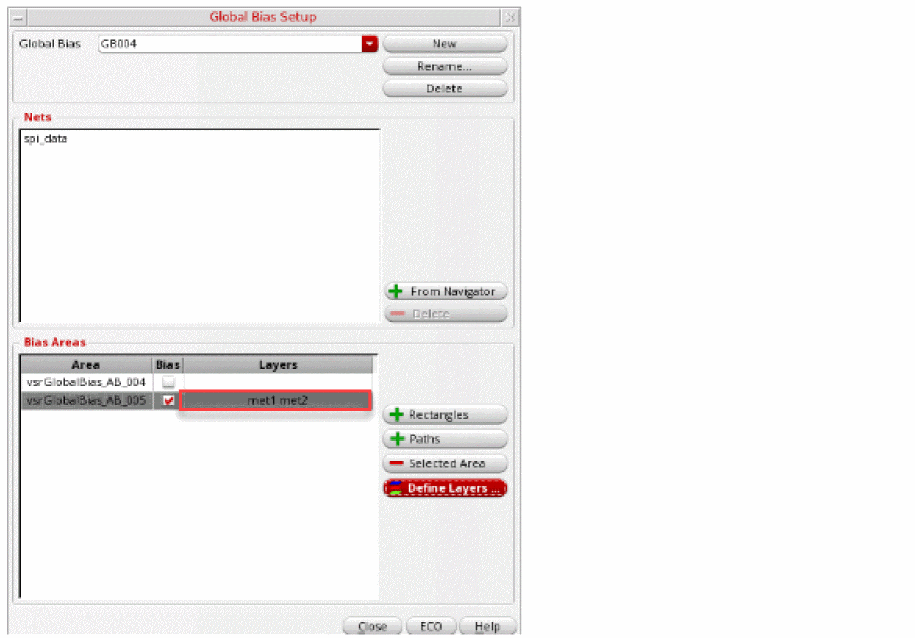 Global Bias Setup
Global Bias GB004 New
Rename...
Delete
Nets
spi_data
From Navigator
Delete
Bias Areas
Area Bias Layers
vsrGlobalBias_AB_004
vsrGlobalBias_AB_005 met1 met2
Rectangles
Paths
Selected Area
Define Layers ...
Close ECO Help